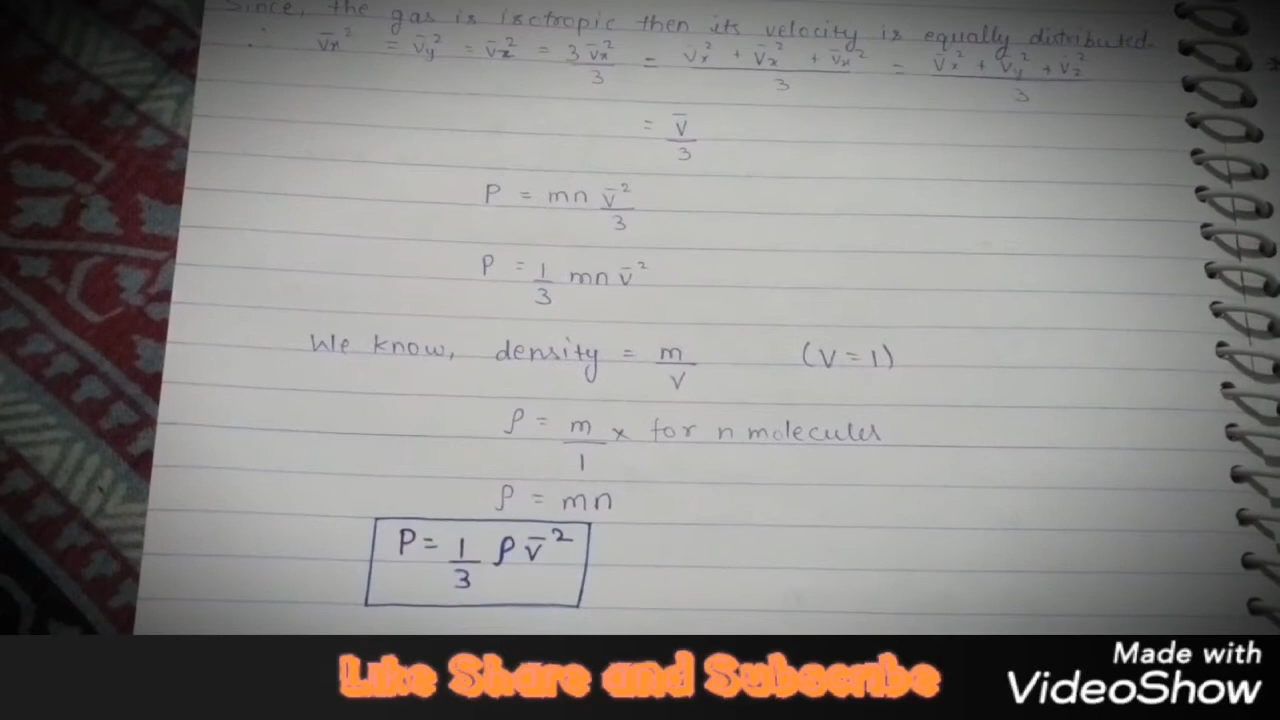 Since, the gas is isotropic then its velocity is equally distributed.
∴ v̄x² = v̄y² = v̄z² = 3v̄x²/3 = v̄x² + v̄x² + v̄x²/3 = v̄x² + v̄y² + v̄z²/3
= v̄/3
P = mn v̄²/3
P = 1/3 mn v̄²
We know, density = m/V (V=1)
ρ = m/1 × for n molecules
ρ = mn
P = 1/3 ρ v̄²
Like Share and Subscribe
Made with
VideoShow